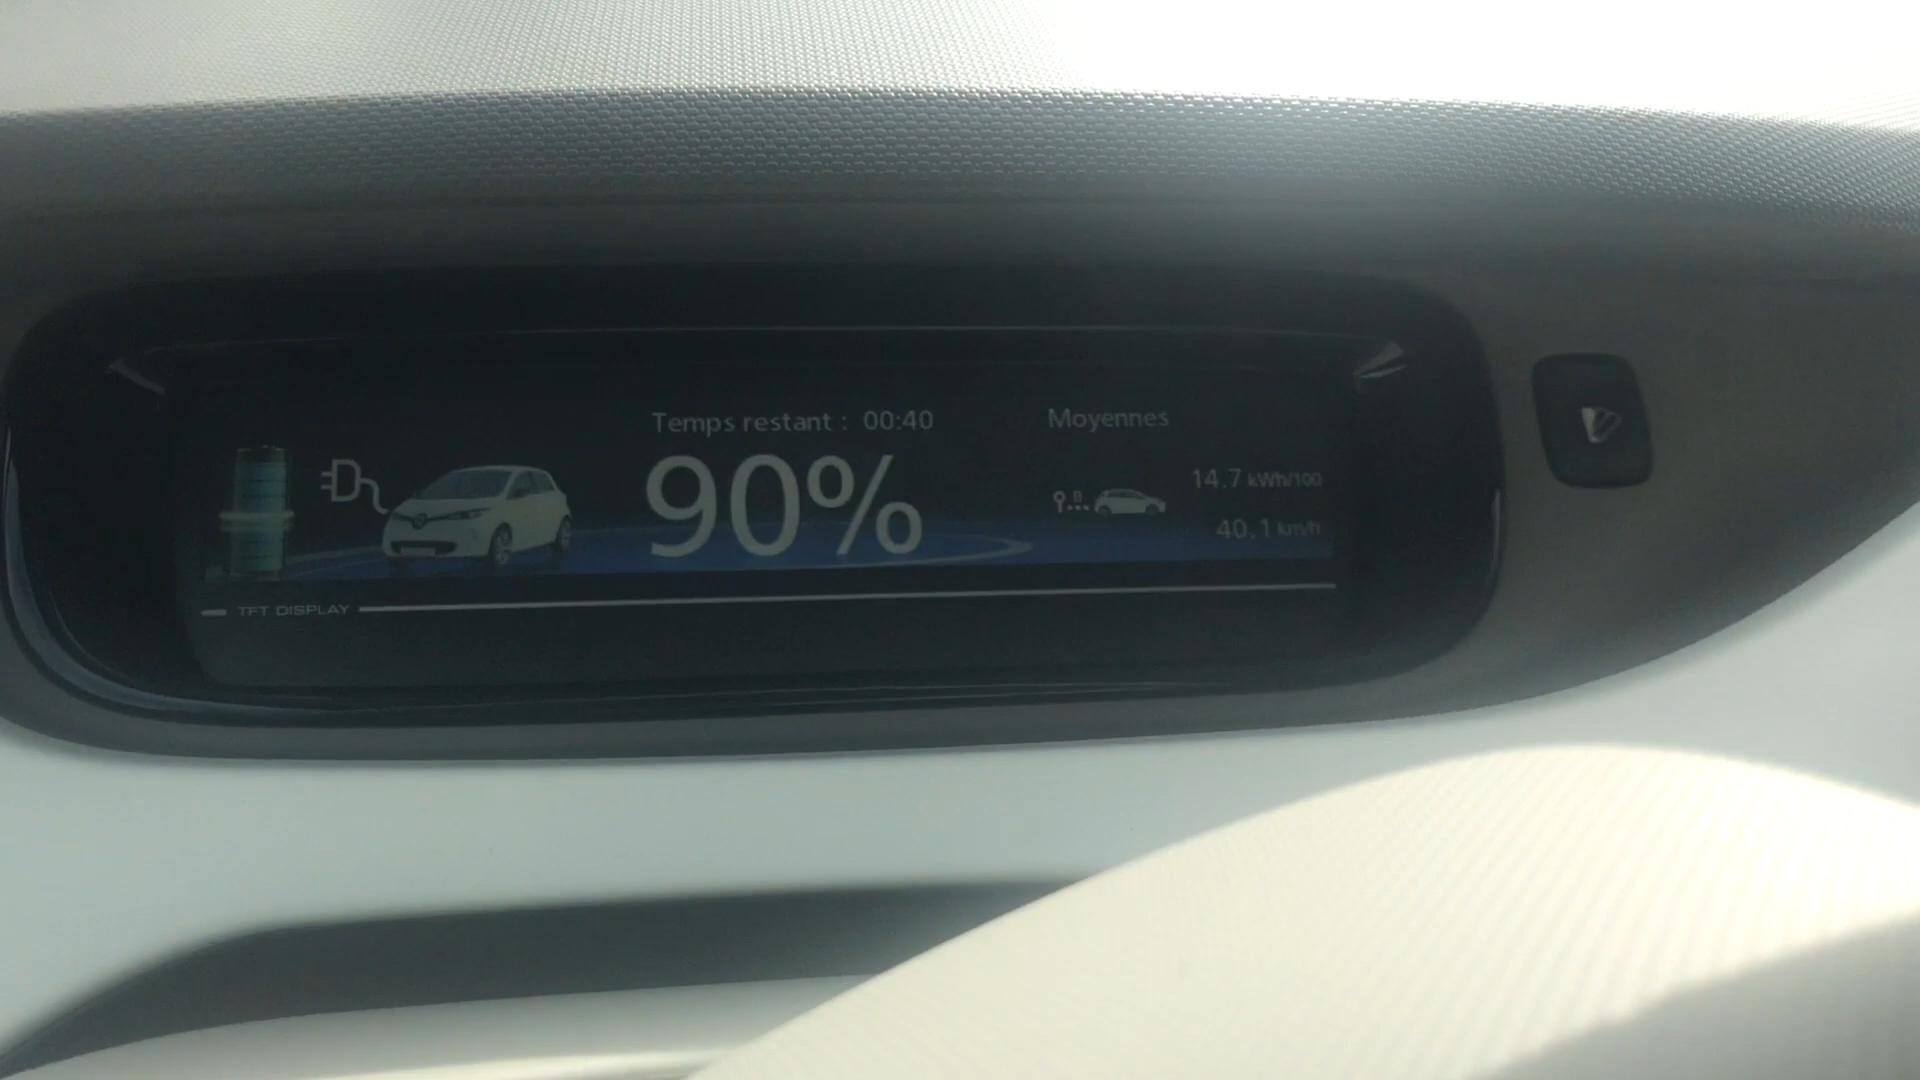 Temps restant : 00:40
90%
Moyennes
14.7 kWh/100
40.1 km/h
TFT DISPLAY